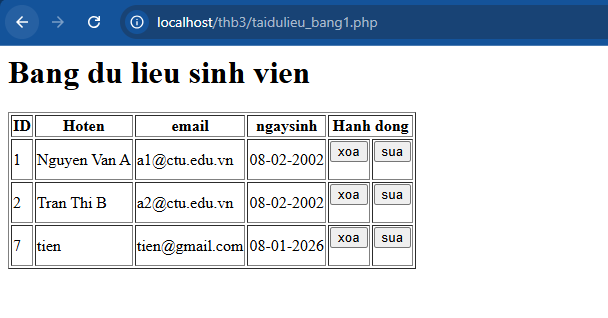 localhost/thb3/taidulieu_bang1.php
Bang du lieu sinh vien
ID Hoten email ngaysinh Hanh dong
1 Nguyen Van A a1@ctu.edu.vn 08-02-2002 xoa sua
2 Tran Thi B a2@ctu.edu.vn 08-02-2002 xoa sua
7 tien tien@gmail.com 08-01-2026 xoa sua